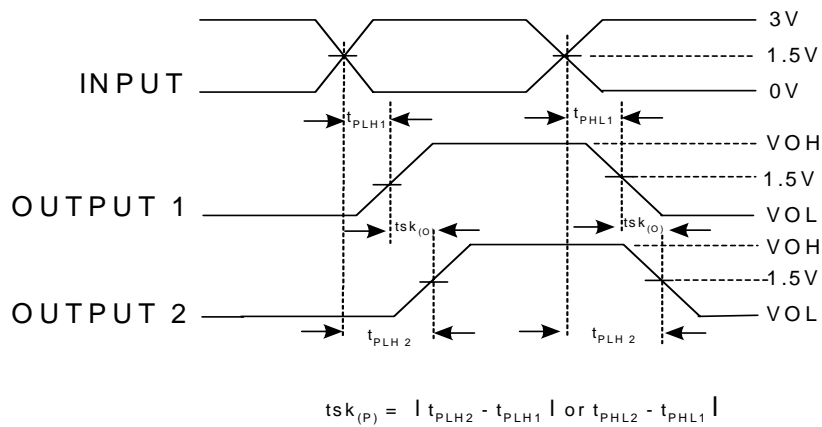 3V
1.5V
INPUT
0V
tPLH1
tPHL1
VOH
1.5V
OUTPUT 1
VOL
tsk(O)
tsk(O)
VOH
1.5V
OUTPUT 2
VOL
tPLH 2
tPLH 2
tsk(P) = | tPLH2 - tPLH1 | or tPHL2 - tPHL1 |